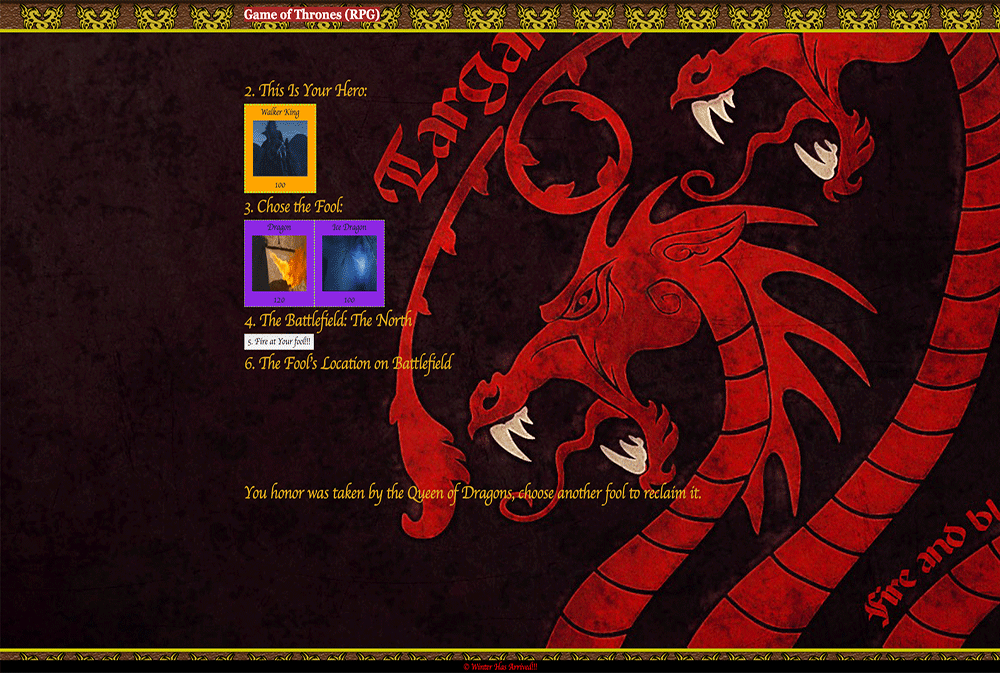 Game of Thrones (RPG)
Targar
2. This Is Your Hero:
Walker King
100
3. Chose the Fool:
Dragon
Ice Dragon
120
100
4. The Battlefield: The North
5. Fire at Your fool!!!
6. The Fool's Location on Battlefield
You honor was taken by the Queen of Dragons, choose another fool to reclaim it.
Fire and bl
© Winter Has Arrived!!!